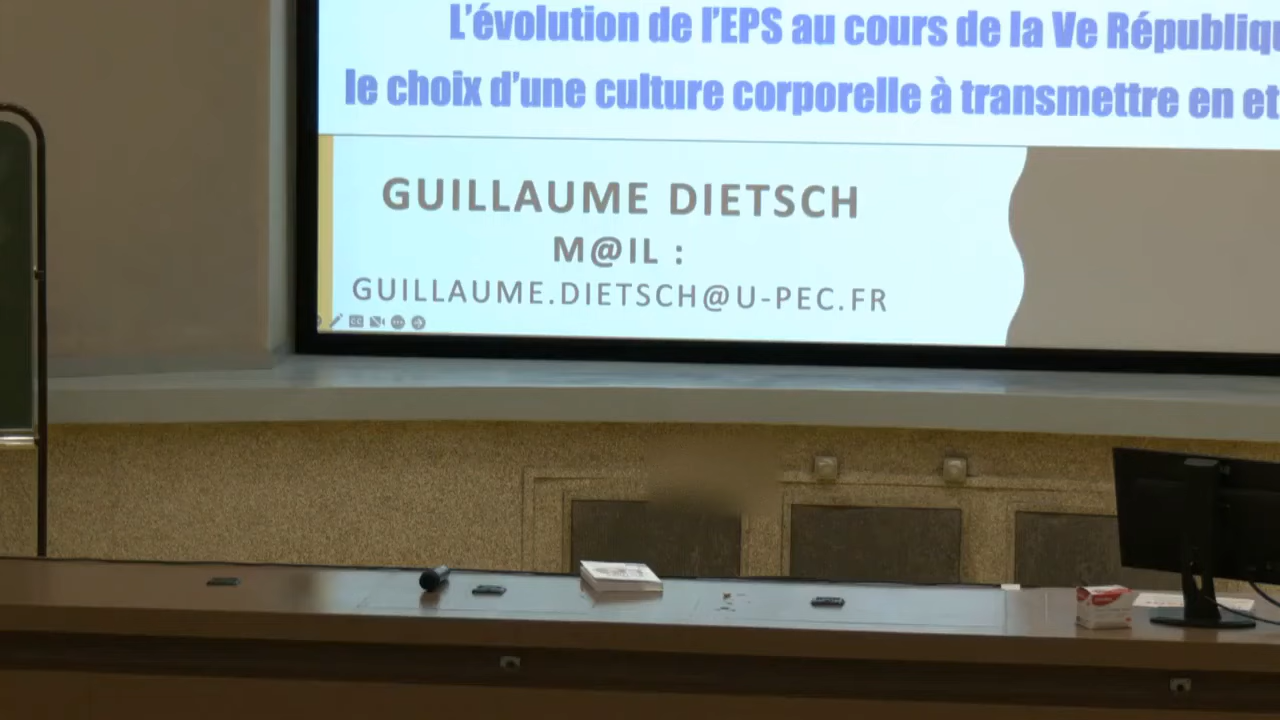 L'évolution de l'EPS au cours de la Ve Républiq
le choix d'une culture corporelle à transmettre en et
GUILLAUME DIETSCH
M@IL :
GUILLAUME.DIETSCH@U-PEC.FR